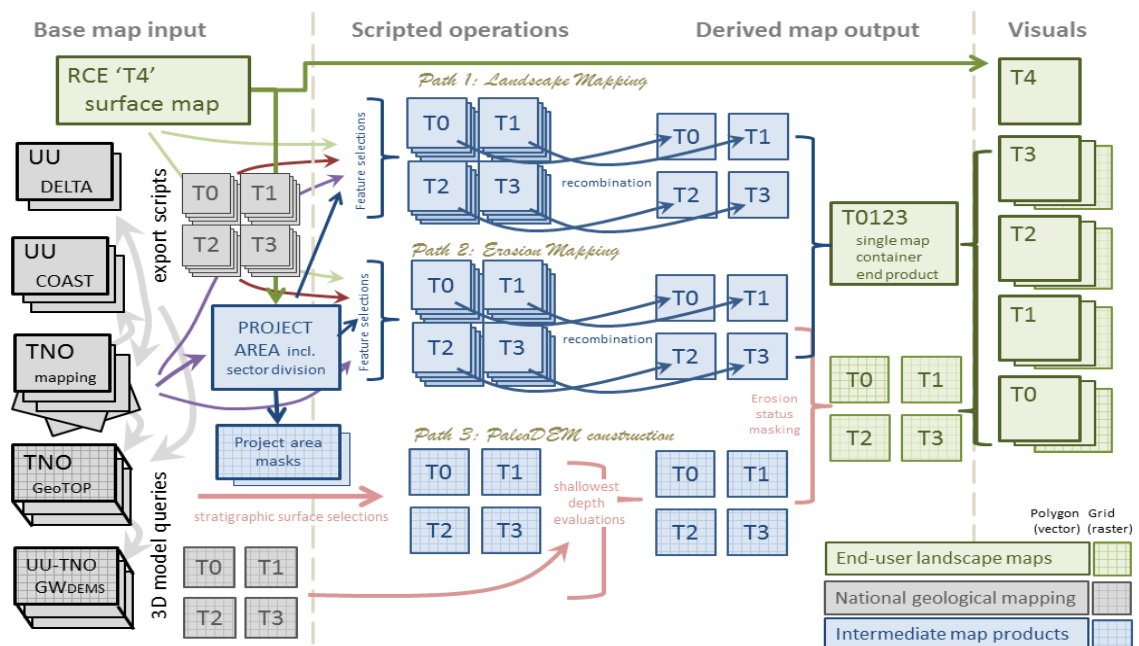 Base map input
Scripted operations
Derived map output
Visuals
RCE 'T4'
surface map
UU
DELTA
UU
COAST
TNO
mapping
TNO
GeoTOP
UU-TNO
GWDEMS
export scripts
T0 T1
T2 T3
PROJECT
AREA incl.
sector division
Project area
masks
3D model queries
stratigraphic surface selections
T0 T1
T2 T3
Path 1: Landscape Mapping
Feature selections
T0 T1
T2 T3
recombination
T0 T1
T2 T3
Path 2: Erosion Mapping
Feature selections
T0 T1
T2 T3
recombination
T0 T1
T2 T3
Path 3: PaleoDEM construction
T0 T1
T2 T3
shallowest
depth
evaluations
T0 T1
T2 T3
Erosion
status
masking
T0123
single map
container
end product
T0 T1
T2 T3
T4
T3
T2
T1
T0
Polygon Grid
(vector) (raster)
End-user landscape maps
National geological mapping
Intermediate map products